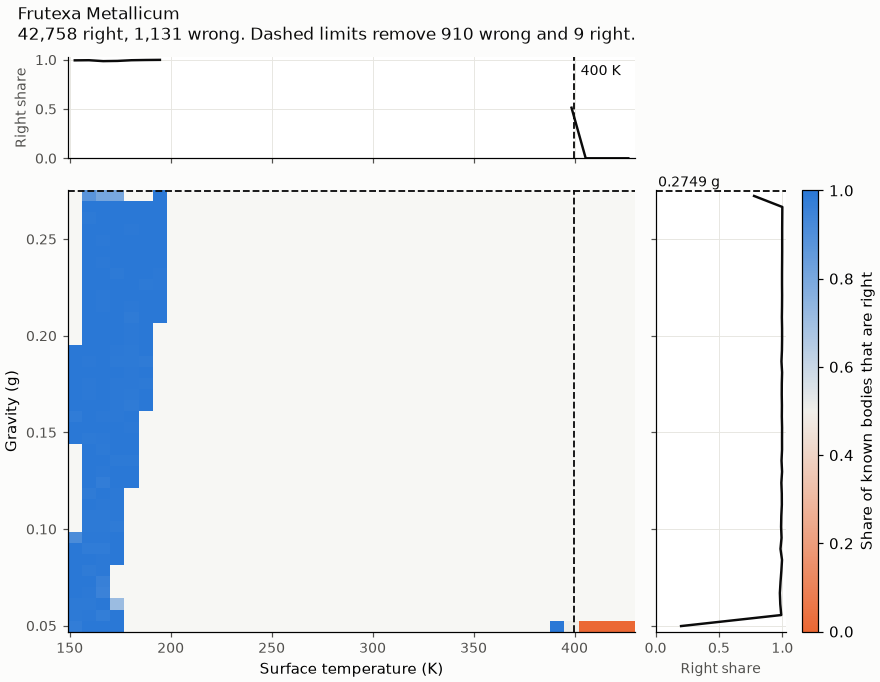 Frutexa Metallicum
42,758 right, 1,131 wrong. Dashed limits remove 910 wrong and 9 right.
Right share
1.0
0.5
0.0
400 K
Gravity (g)
0.25
0.20
0.15
0.10
0.05
150
200
250
300
350
400
Surface temperature (K)
0.2749 g
0.0
0.5
1.0
Right share
1.0
0.8
0.6
0.4
0.2
0.0
Share of known bodies that are right